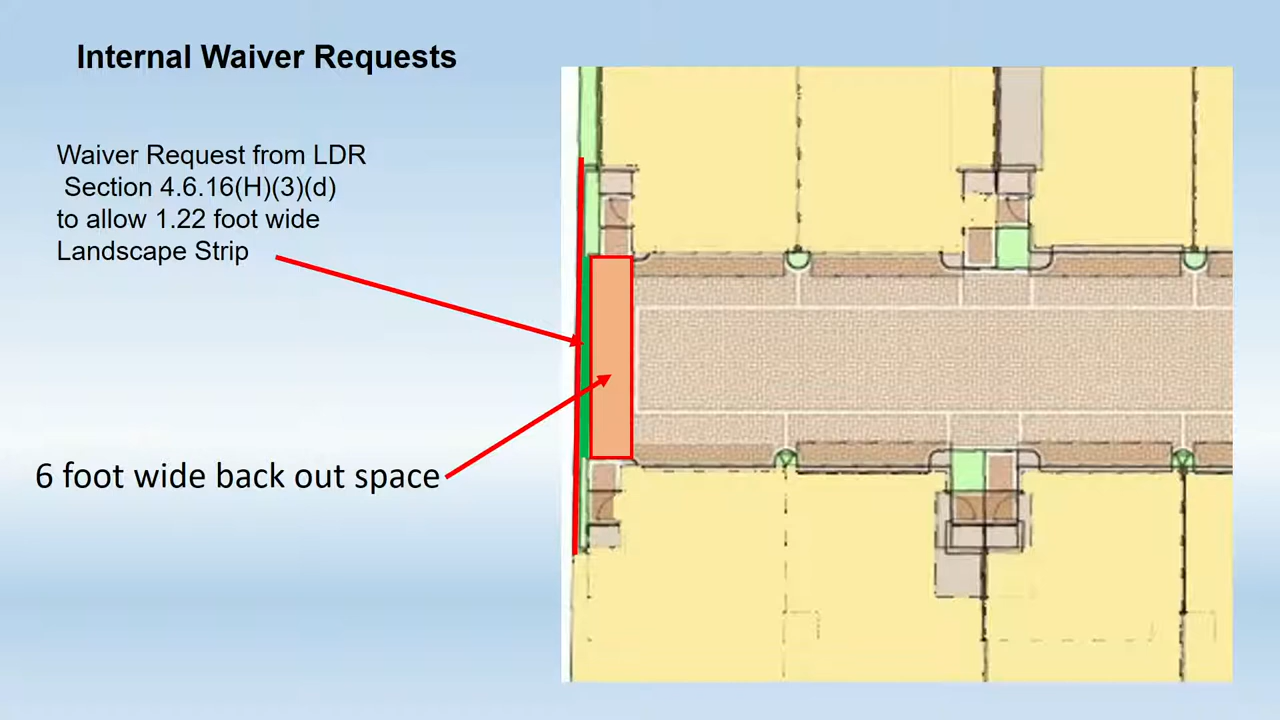 Internal Waiver Requests
Waiver Request from LDR
Section 4.6.16(H)(3)(d)
to allow 1.22 foot wide
Landscape Strip
6 foot wide back out space